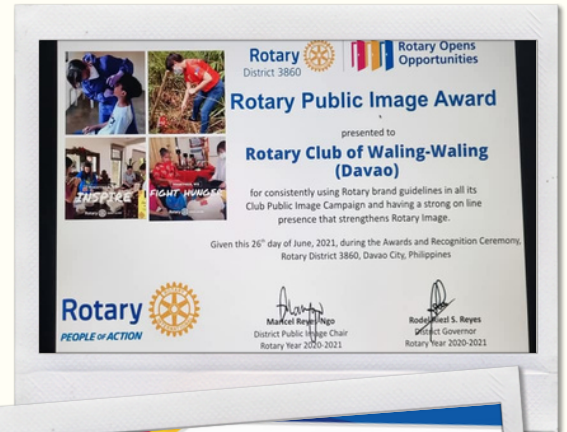 Rotary
District 3860
Rotary Opens
Opportunities
Rotary Public Image Award
presented to
Rotary Club of Waling-Waling
(Davao)
for consistently using Rotary brand guidelines in all its
Club Public Image Campaign and having a strong on line
presence that strengthens Rotary Image.
Given this 26th day of June, 2021, during the Awards and Recognition Ceremony,
Rotary District 3860, Davao City, Philippines
INSPIRE
FIGHT HUNGER
Rotary
PEOPLE OF ACTION
Maricel Reyes Ngo
District Public Image Chair
Rotary Year 2020-2021
S. Reyes
District Governor
Rotary Year 2020-2021